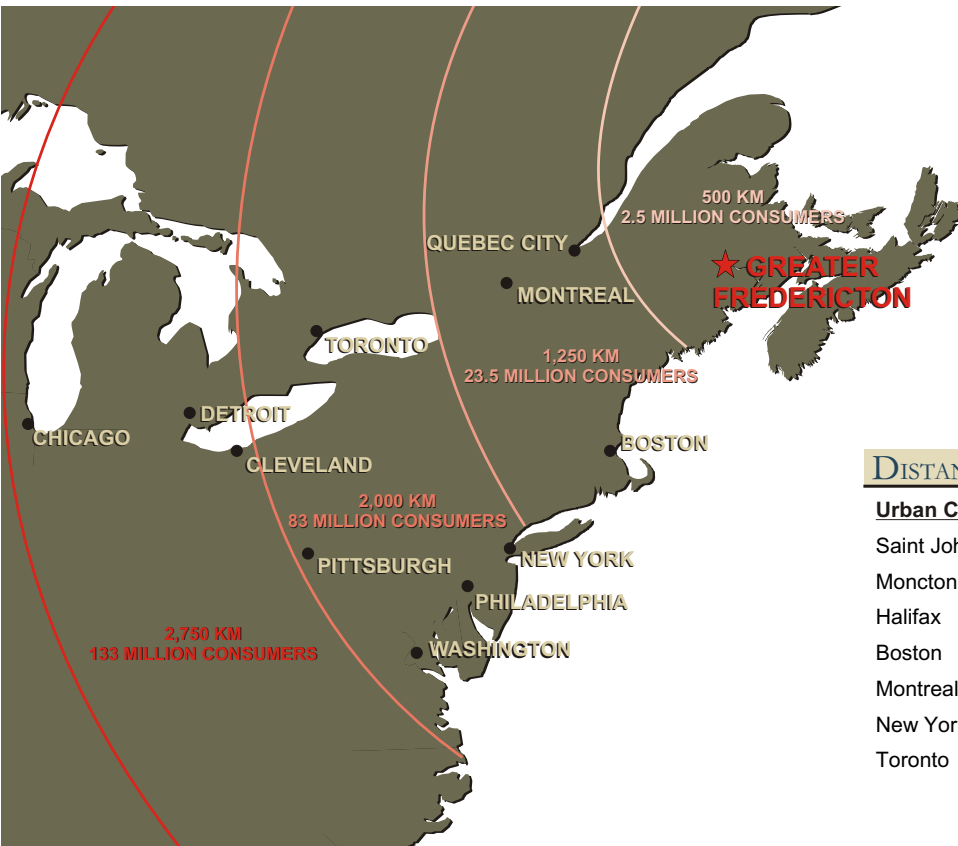 500 KM
2.5 MILLION CONSUMERS
QUEBEC CITY
GREATER
FREDERICTON
MONTREAL
TORONTO
1,250 KM
23.5 MILLION CONSUMERS
DETROIT
CHICAGO
BOSTON
CLEVELAND
2,000 KM
83 MILLION CONSUMERS
NEW YORK
PITTSBURGH
PHILADELPHIA
2,750 KM
133 MILLION CONSUMERS
WASHINGTON
Urban
Saint
Moncton
Halifax
Boston
Montreal
New
Toronto